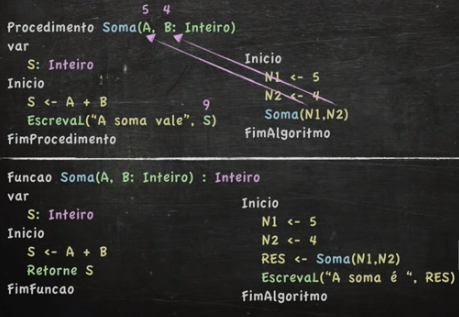 5 4
Procedimento Soma(A, B: Inteiro)
var
S: Inteiro
Inicio
S <- A + B
9
EscrevaL("A soma vale", S)
FimProcedimento
Inicio
N1 <- 5
N2 <- 4
Soma(N1,N2)
FimAlgoritmo
Funcao Soma(A, B: Inteiro) : Inteiro
var
S: Inteiro
Inicio
S <- A + B
Retorne S
FimFuncao
Inicio
N1 <- 5
N2 <- 4
RES <- Soma(N1,N2)
EscrevaL("A soma é ", RES)
FimAlgoritmo